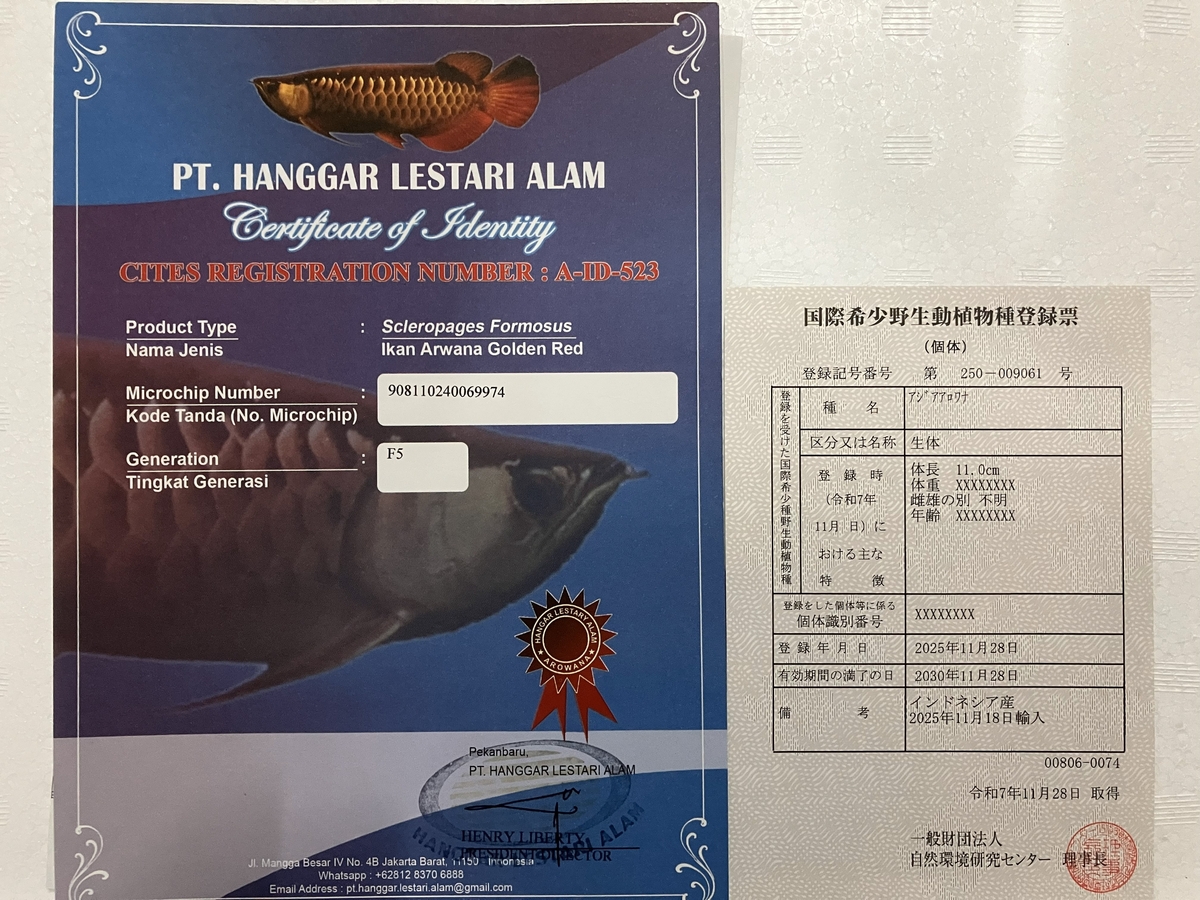 PT. HANGGAR LESTARI ALAM
Certificate of Identity
CITES REGISTRATION NUMBER : A-ID-523
Product Type : Scleropages Formosus
Nama Jenis Ikan Arwana Golden Red
Microchip Number : 908110240069974
Kode Tanda (No. Microchip)
Generation : F5
Tingkat Generasi
HANGGAR LESTARY ALAM
AROWANA
Pekanbaru,
PT. HANGGAR LESTARI ALAM
HENRY LIBERTY
PRESIDENT DIRECTOR
Jl. Mangga Besar IV No. 4B Jakarta Barat, 11150 - Indonesia
Whatsapp : +62812 8370 6888
Email Address : pt.hanggar.lestari.alam@gmail.com
国際希少野生動植物種登録票
(個体)
登録記号番号 第 250-009061 号
登録を受けた国際希少種野生動植物種
種 名 アジアアロワナ
区分又は名称 生体
登 録 時
(令和7年
11月 日) に
おける主な
特 徴
体長 11.0cm
体重 XXXXXXXX
雌雄の別 不明
年齢 XXXXXXXX
登録をした個体等に係る
個体識別番号 XXXXXXXX
登 録 年 月 日 2025年11月28日
有効期間の満了の日 2030年11月28日
備 考 インドネシア産
2025年11月18日輸入
00806-0074
令和7年11月28日 取得
一般財団法人
自然環境研究センター 理事長